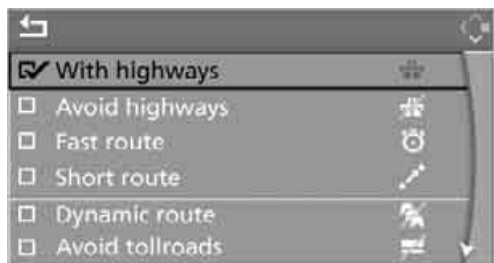 With highways
Avoid highways
Fast route
Short route
Dynamic route
Avoid tollroads